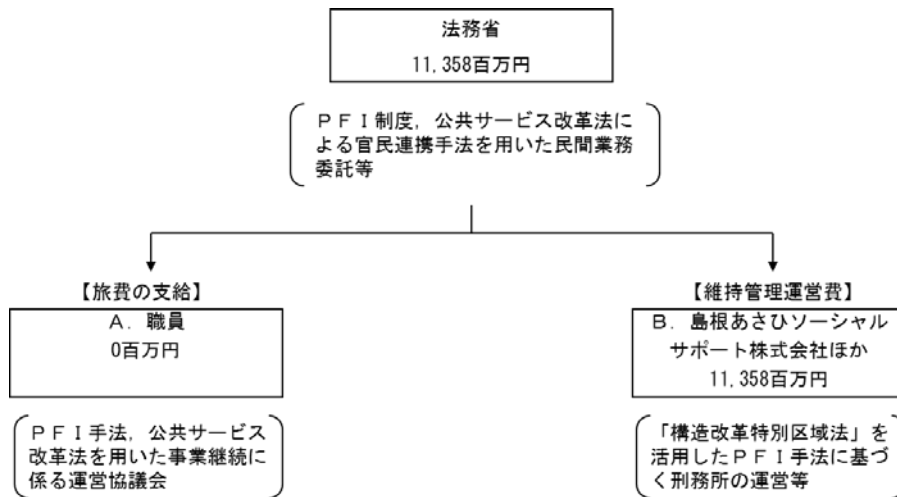 法務省
11,358百万円
ＰＦＩ制度，公共サービス改革法に
よる官民連携手法を用いた民間業務
委託等
【旅費の支給】
Ａ．職員
0百万円
ＰＦＩ手法，公共サービス
改革法を用いた事業継続に
係る運営協議会
【維持管理運営費】
Ｂ．島根あさひソーシャル
サポート株式会社ほか
11,358百万円
「構造改革特別区域法」を
活用したＰＦＩ手法に基づ
く刑務所の運営等